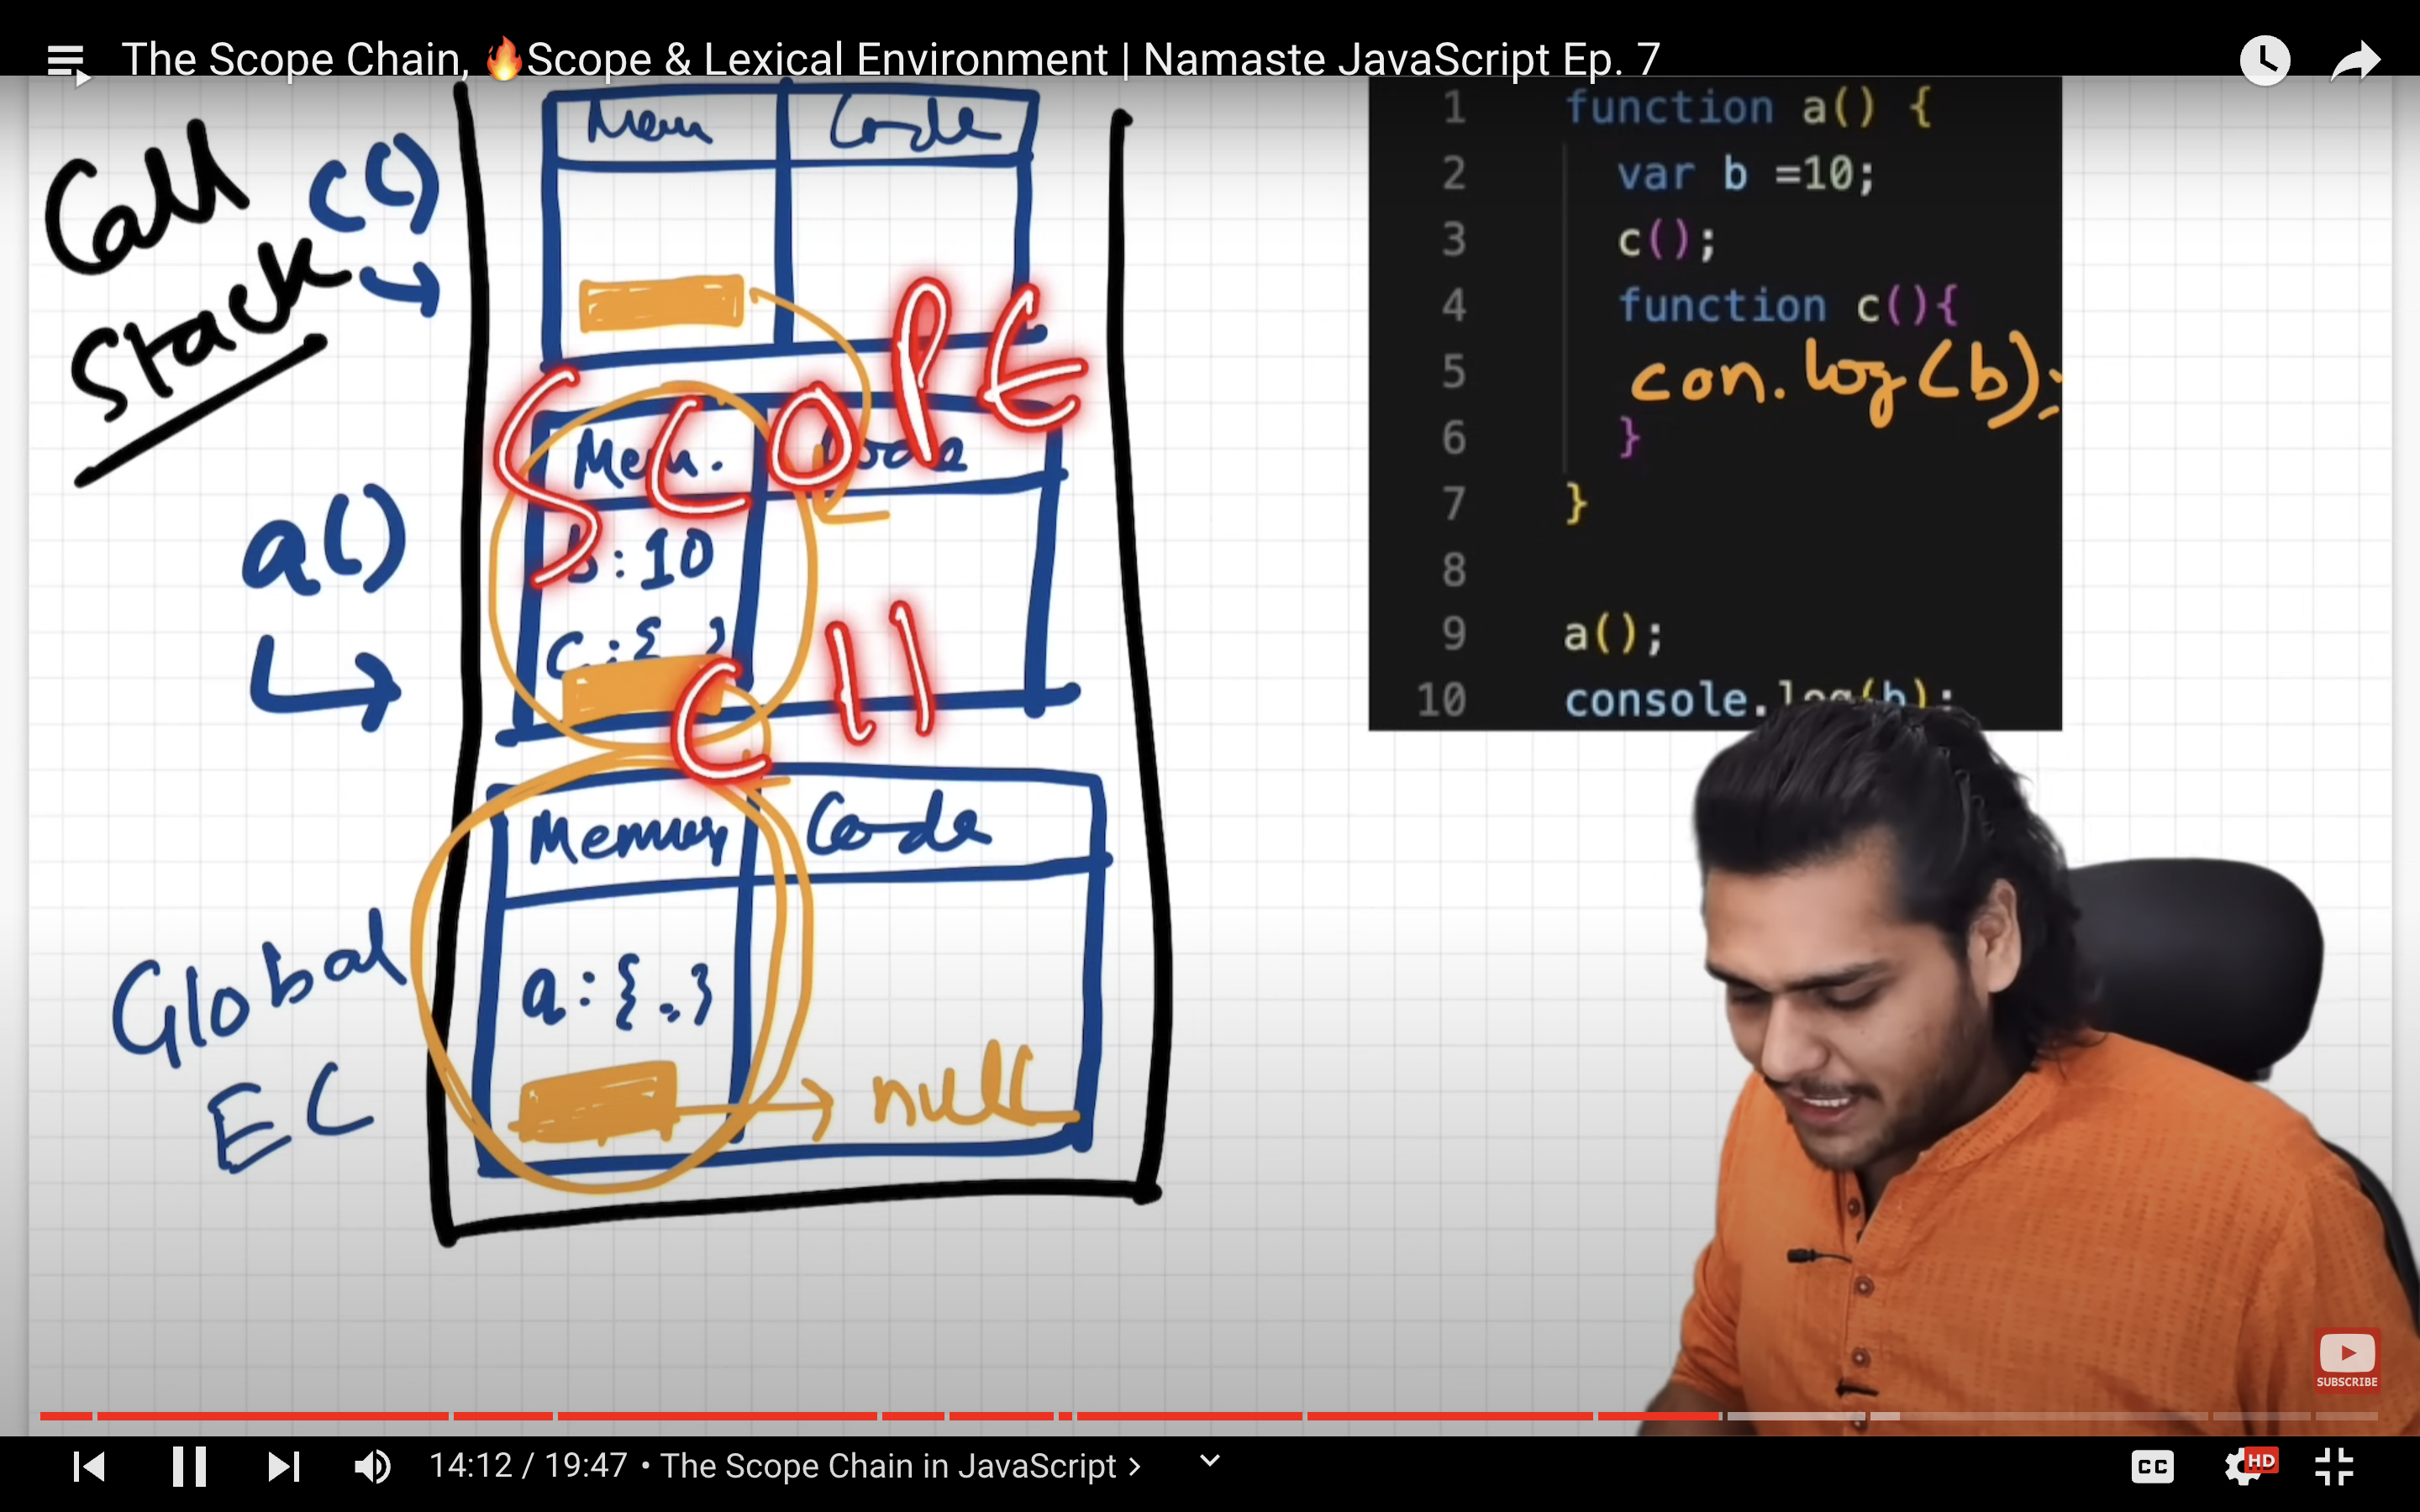 The Scope Chain, 🔥Scope & Lexical Environment | Namaste JavaScript Ep. 7
Call
Stack
c()
Mem Code
SCOPE
a()
Mem. Code
b:10
c:{ }
CH
Global
EC
Memory Code
a:{..}
null
1 function a() {
2 var b =10;
3 c();
4 function c(){
5 con.log(b);
6 }
7 }
8
9 a();
10 console.log(b);
SUBSCRIBE
14:12 / 19:47 • The Scope Chain in JavaScript ›
CC
HD